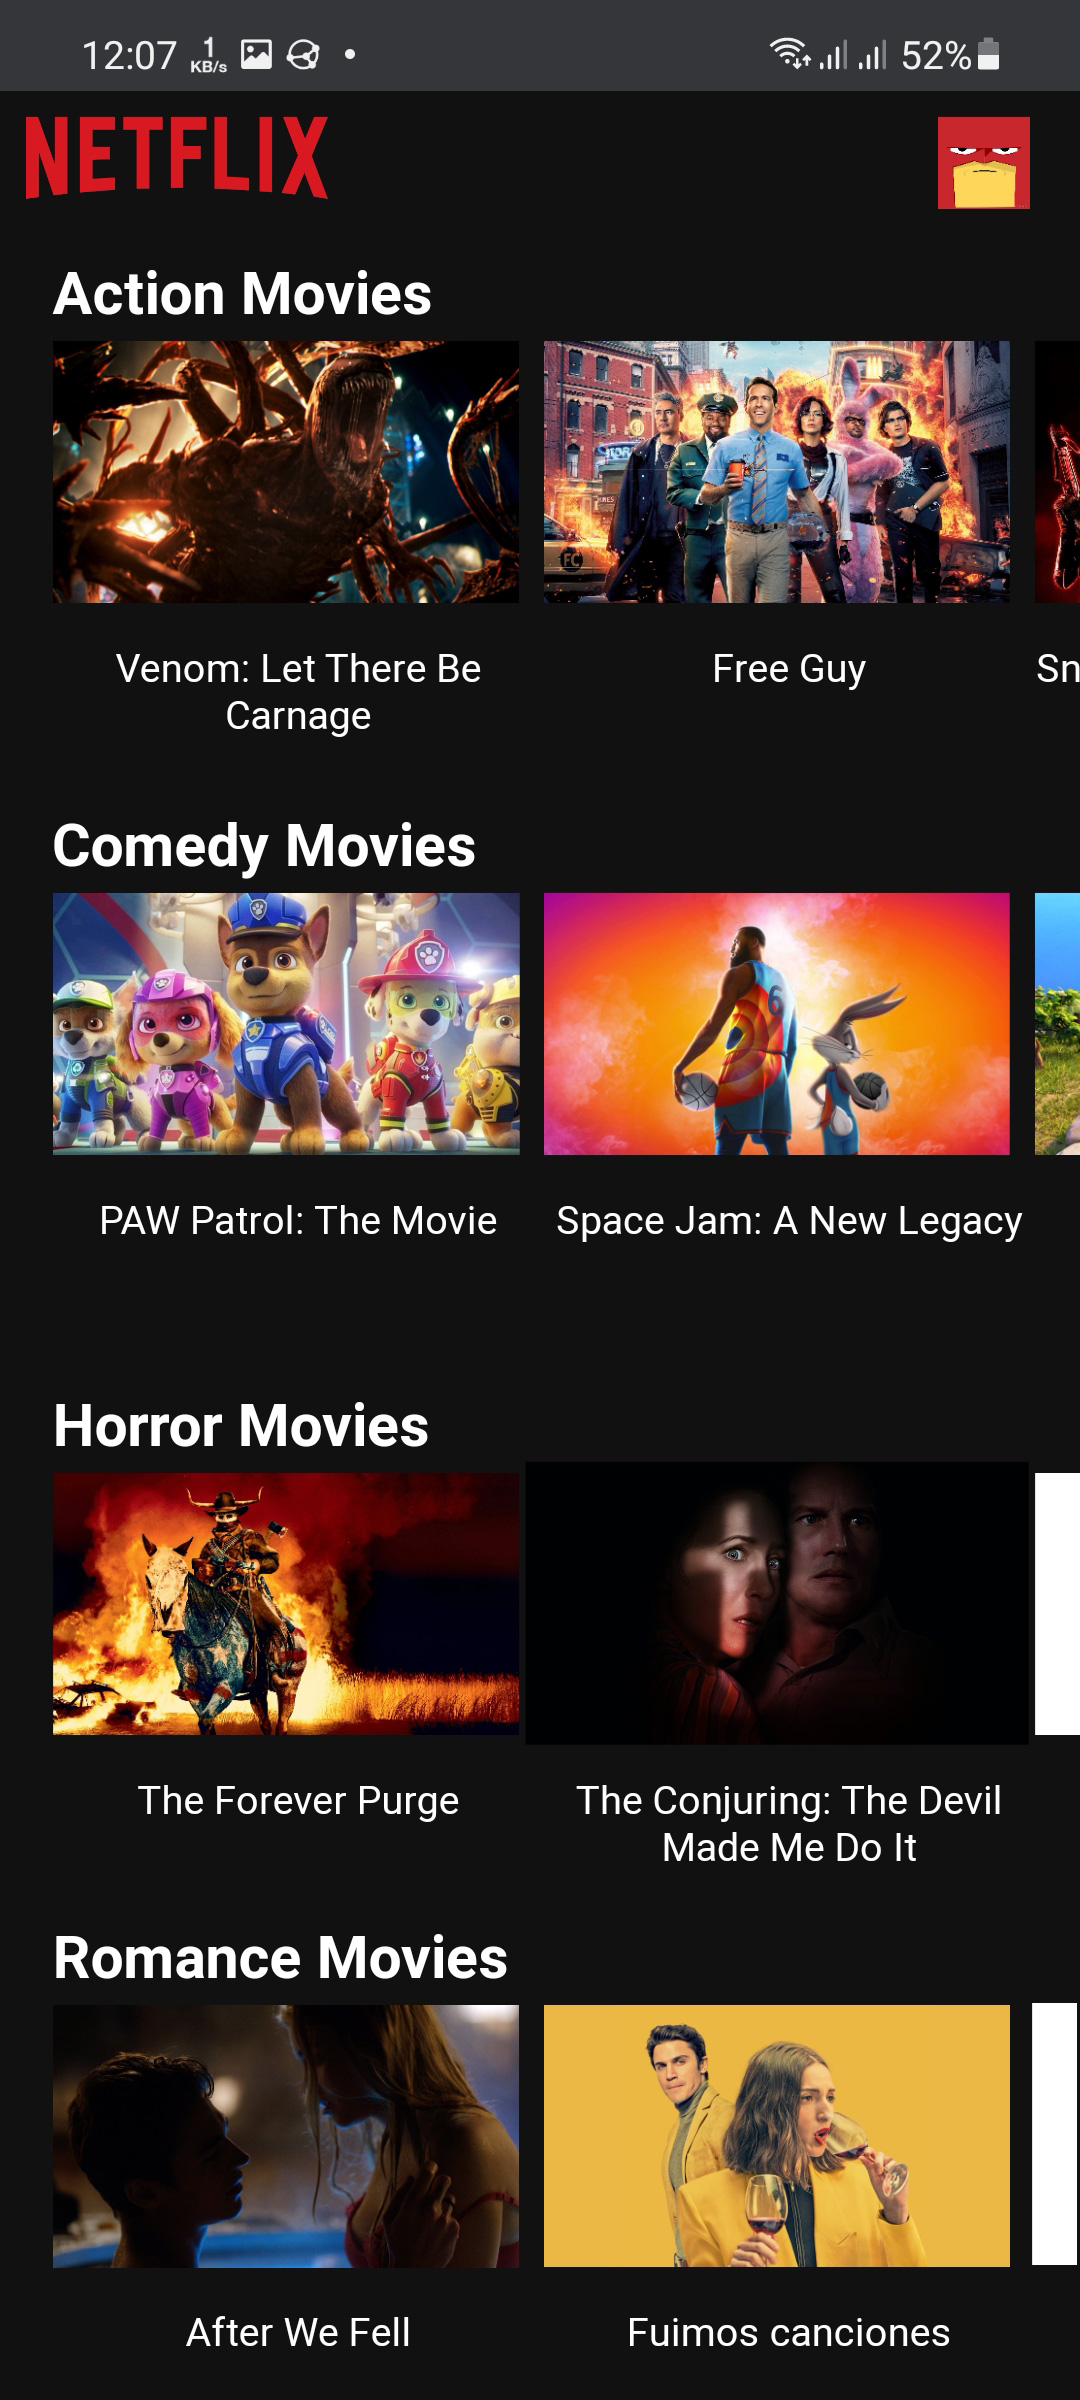 12:07 1 KB/s 52%
NETFLIX
Action Movies
FC
Venom: Let There Be
Carnage
Free Guy
Sn
Comedy Movies
6
PAW Patrol: The Movie
Space Jam: A New Legacy
Horror Movies
The Forever Purge
The Conjuring: The Devil
Made Me Do It
Romance Movies
After We Fell
Fuimos canciones